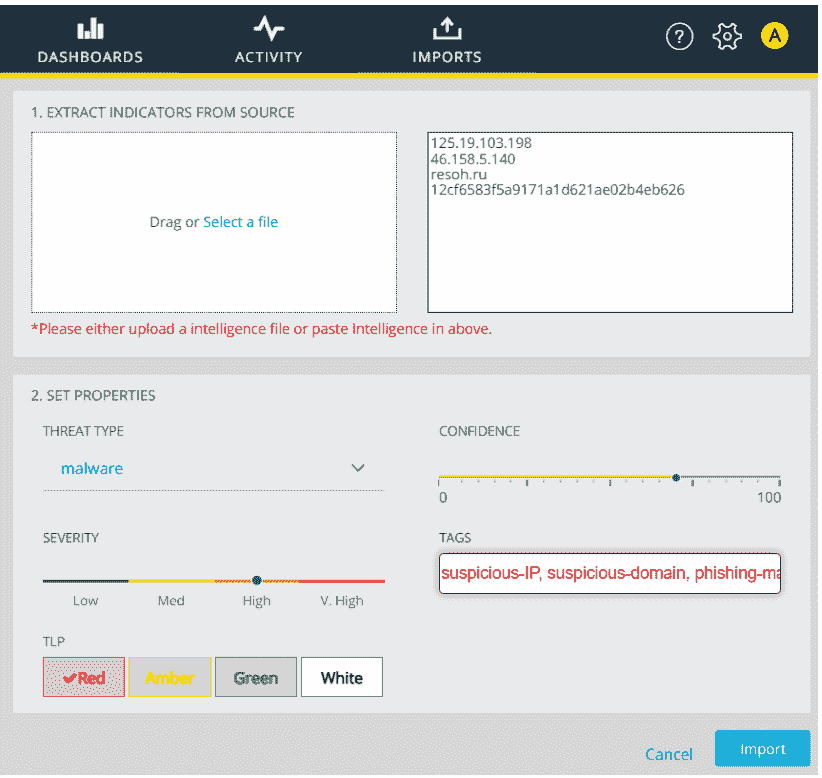 DASHBOARDS
ACTIVITY
IMPORTS
?
A
1. EXTRACT INDICATORS FROM SOURCE
Drag or Select a file
125.19.103.198
46.158.5.140
resoh.ru
12cf6583f5a9171a1d621ae02b4eb626
*Please either upload a intelligence file or paste intelligence in above.
2. SET PROPERTIES
THREAT TYPE
malware
CONFIDENCE
0 100
SEVERITY
Low Med High V. High
TAGS
suspicious-IP, suspicious-domain, phishing-ma
TLP
Red Amber Green White
Cancel Import